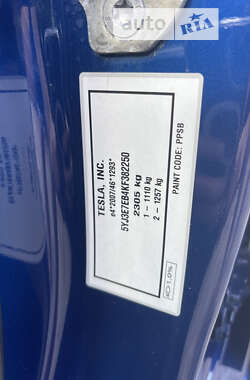 auto
RIA
TESLA, INC.
e4*2007/46*1293*
5YJ3E7EB4KF382250
2305 kg
1 - 1110 kg
2 - 1257 kg
PAINT CODE: PPSB